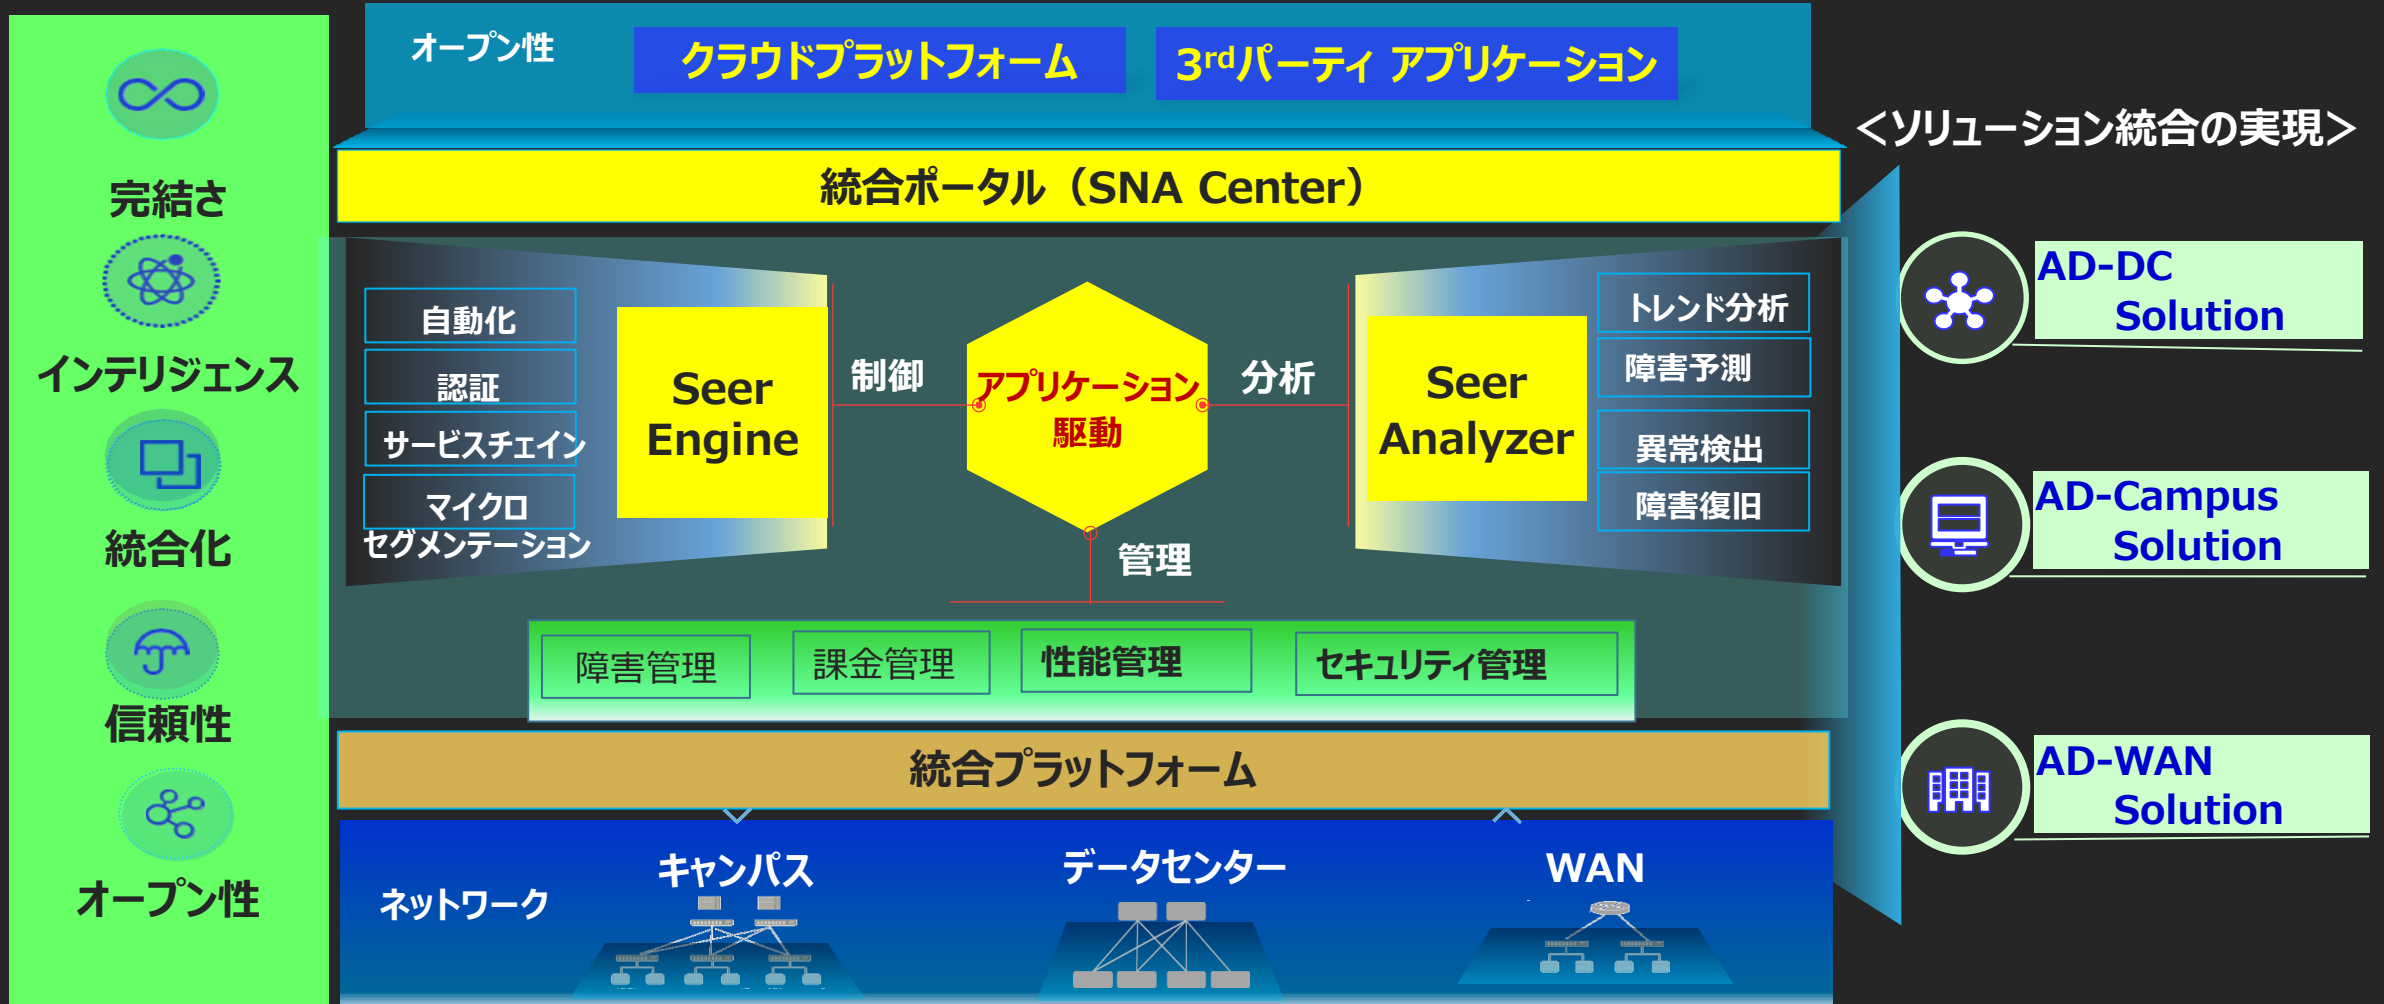 完結さ
インテリジェンス
統合化
信頼性
オープン性
オープン性
クラウドプラットフォーム
3rdパーティ アプリケーション
統合ポータル（SNA Center）
自動化
認証
サービスチェイン
マイクロ
セグメンテーション
Seer
Engine
制御
アプリケーション
駆動
分析
管理
Seer
Analyzer
トレンド分析
障害予測
異常検出
障害復旧
障害管理
課金管理
性能管理
セキュリティ管理
統合プラットフォーム
ネットワーク
キャンパス
データセンター
WAN
＜ソリューション統合の実現＞
AD-DC
Solution
AD-Campus
Solution
AD-WAN
Solution